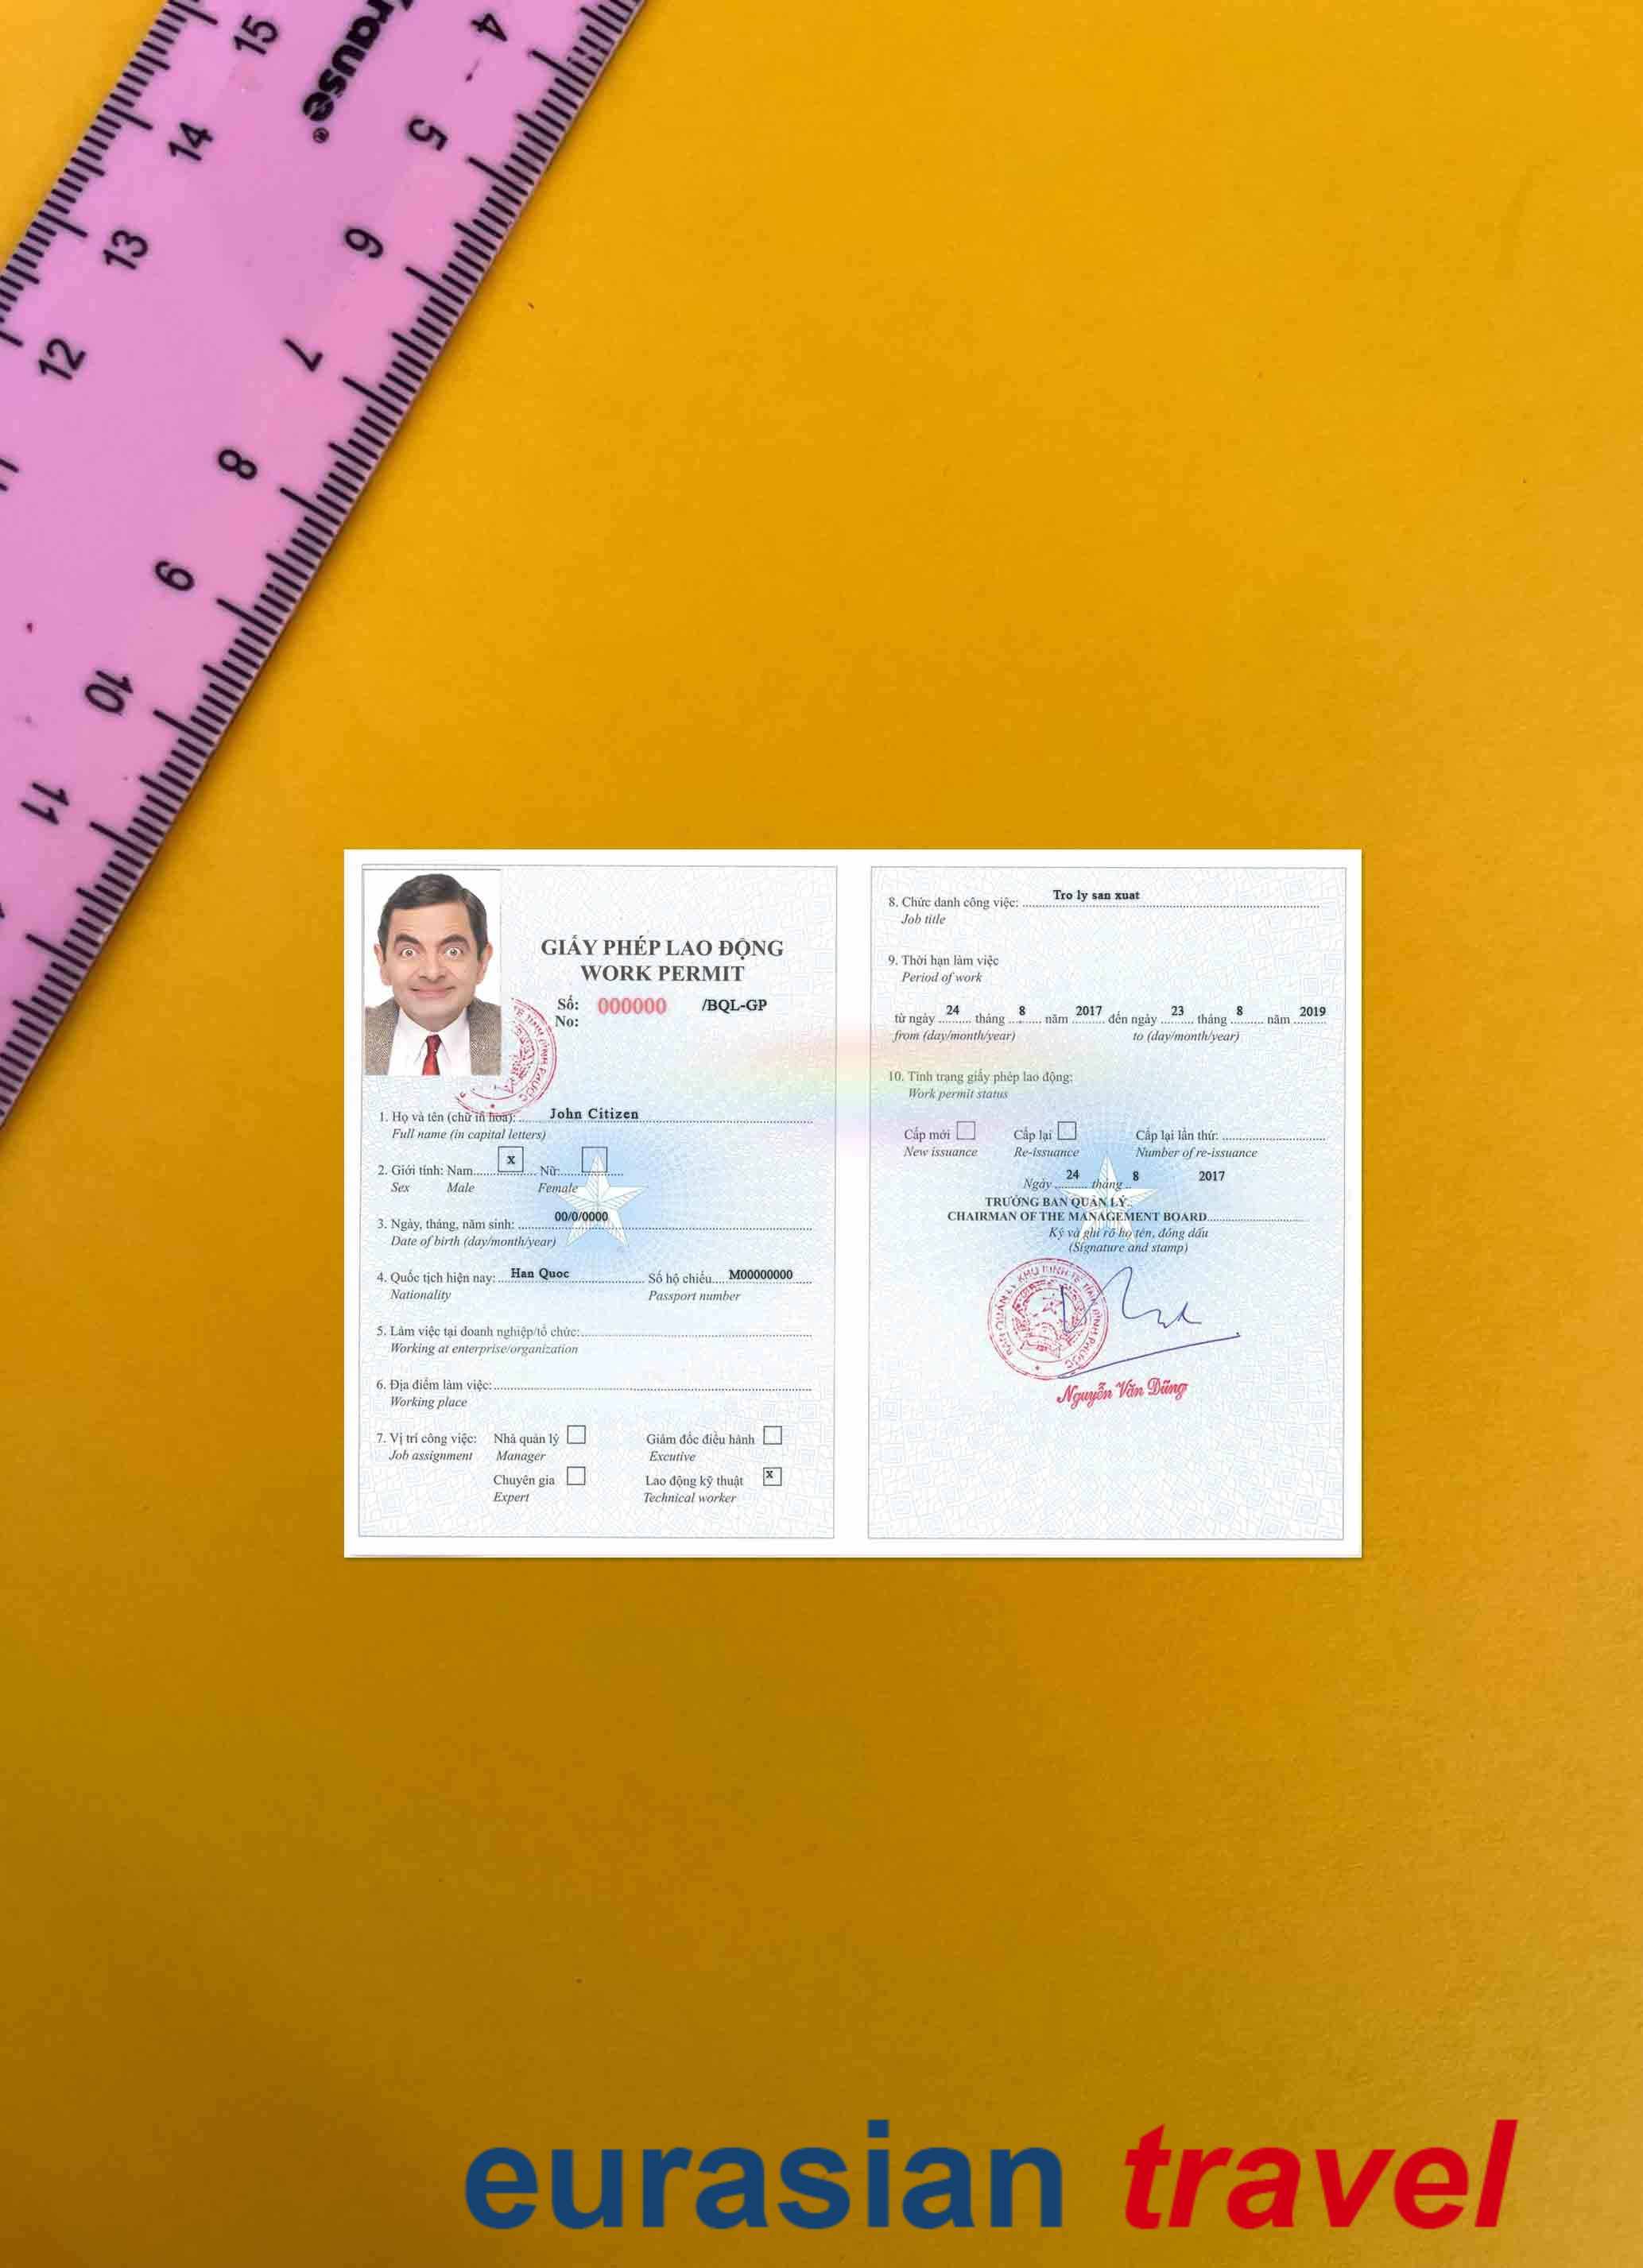 15
14
13
12
rause®
4
5
6
7
8
9
10
11
GIẤY PHÉP LAO ĐỘNG
WORK PERMIT
Số: 000000 /BQL-GP
No:
1. Họ và tên (chữ in hoa): John Citizen
Full name (in capital letters)
2. Giới tính: Nam x Nữ:
Sex Male Female
3. Ngày, tháng, năm sinh: 00/0/0000
Date of birth (day/month/year)
4. Quốc tịch hiện nay: Han Quoc Số hộ chiếu M00000000
Nationality Passport number
5. Làm việc tại doanh nghiệp/tổ chức:
Working at enterprise/organization
6. Địa điểm làm việc:
Working place
7. Vị trí công việc: Nhà quản lý Giám đốc điều hành
Job assignment Manager Excutive
Chuyên gia Lao động kỹ thuật x
Expert Technical worker
8. Chức danh công việc: Tro ly san xuat
Job title
9. Thời hạn làm việc
Period of work
từ ngày 24 tháng 8 năm 2017 đến ngày 23 tháng 8 năm 2019
from (day/month/year) to (day/month/year)
10. Tình trạng giấy phép lao động:
Work permit status
Cấp mới Cấp lại Cấp lại lần thứ:
New issuance Re-issuance Number of re-issuance
Ngày 24 tháng 8 2017
TRƯỞNG BAN QUẢN LÝ
CHAIRMAN OF THE MANAGEMENT BOARD
Ký và ghi rõ họ tên, đóng dấu
(Signature and stamp)
Nguyễn Văn Dũng
eurasian travel